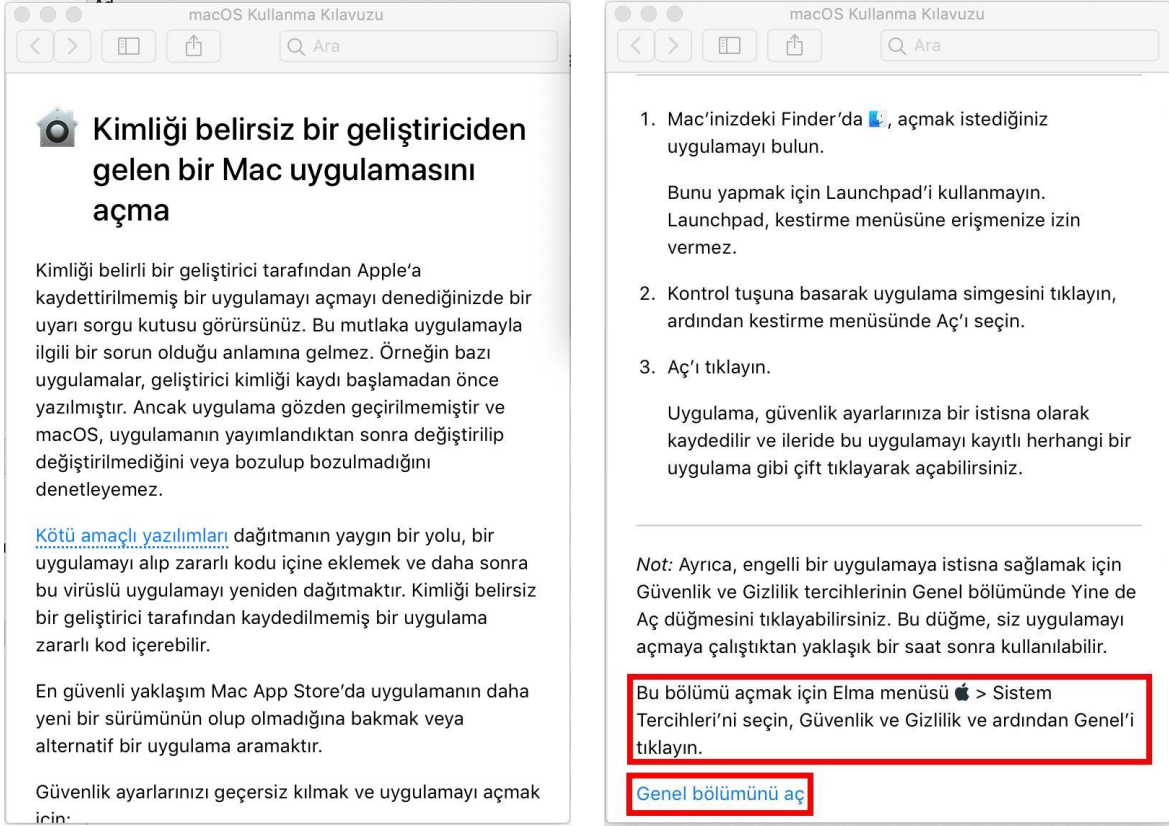 macOS Kullanma Kılavuzu
Ara
Kimliği belirsiz bir geliştiriciden
gelen bir Mac uygulamasını
açma
Kimliği belirli bir geliştirici tarafından Apple‘a
kaydettirilmemiş bir uygulamayı açmayı denediğinizde bir
uyarı sorgu kutusu görürsünüz. Bu mutlaka uygulamayla
ilgili bir sorun olduğu anlamına gelmez. Örneğin bazı
uygulamalar, geliştirici kimliği kaydı başlamadan önce
yazılmıştır. Ancak uygulama gözden geçirilmemiştir ve
macOS, uygulamanın yayımlandıktan sonra değiştirilip
değiştirilmediğini veya bozulup bozulmadığını
denetleyemez.
Kötü amaçlı yazılımları dağıtmanın yaygın bir yolu, bir
uygulamayı alıp zararlı kodu içine eklemek ve daha sonra
bu virüslü uygulamayı yeniden dağıtmaktır. Kimliği belirsiz
bir geliştirici tarafından kaydedilmemiş bir uygulama
zararlı kod içerebilir.
En güvenli yaklaşım Mac App Store’da uygulamanın daha
yeni bir sürümünün olup olmadığına bakmak veya
alternatif bir uygulama aramaktır.
Güvenlik ayarlarınızı geçersiz kılmak ve uygulamayı açmak
için:
macOS Kullanma Kılavuzu
Ara
1. Mac’inizdeki Finder’da , açmak istediğiniz
uygulamayı bulun.
Bunu yapmak için Launchpad’i kullanmayın.
Launchpad, kestirme menüsüne erişmenize izin
vermez.
2. Kontrol tuşuna basarak uygulama simgesini tıklayın,
ardından kestirme menüsünde Aç’ı seçin.
3. Aç’ı tıklayın.
Uygulama, güvenlik ayarlarınıza bir istisna olarak
kaydedilir ve ileride bu uygulamayı kayıtlı herhangi bir
uygulama gibi çift tıklayarak açabilirsiniz.
Not: Ayrıca, engelli bir uygulamaya istisna sağlamak için
Güvenlik ve Gizlilik tercihlerinin Genel bölümünde Yine de
Aç düğmesini tıklayabilirsiniz. Bu düğme, siz uygulamayı
açmaya çalıştıktan yaklaşık bir saat sonra kullanılabilir.
Bu bölümü açmak için Elma menüsü > Sistem
Tercihleri’ni seçin, Güvenlik ve Gizlilik ve ardından Genel’i
tıklayın.
Genel bölümünü aç